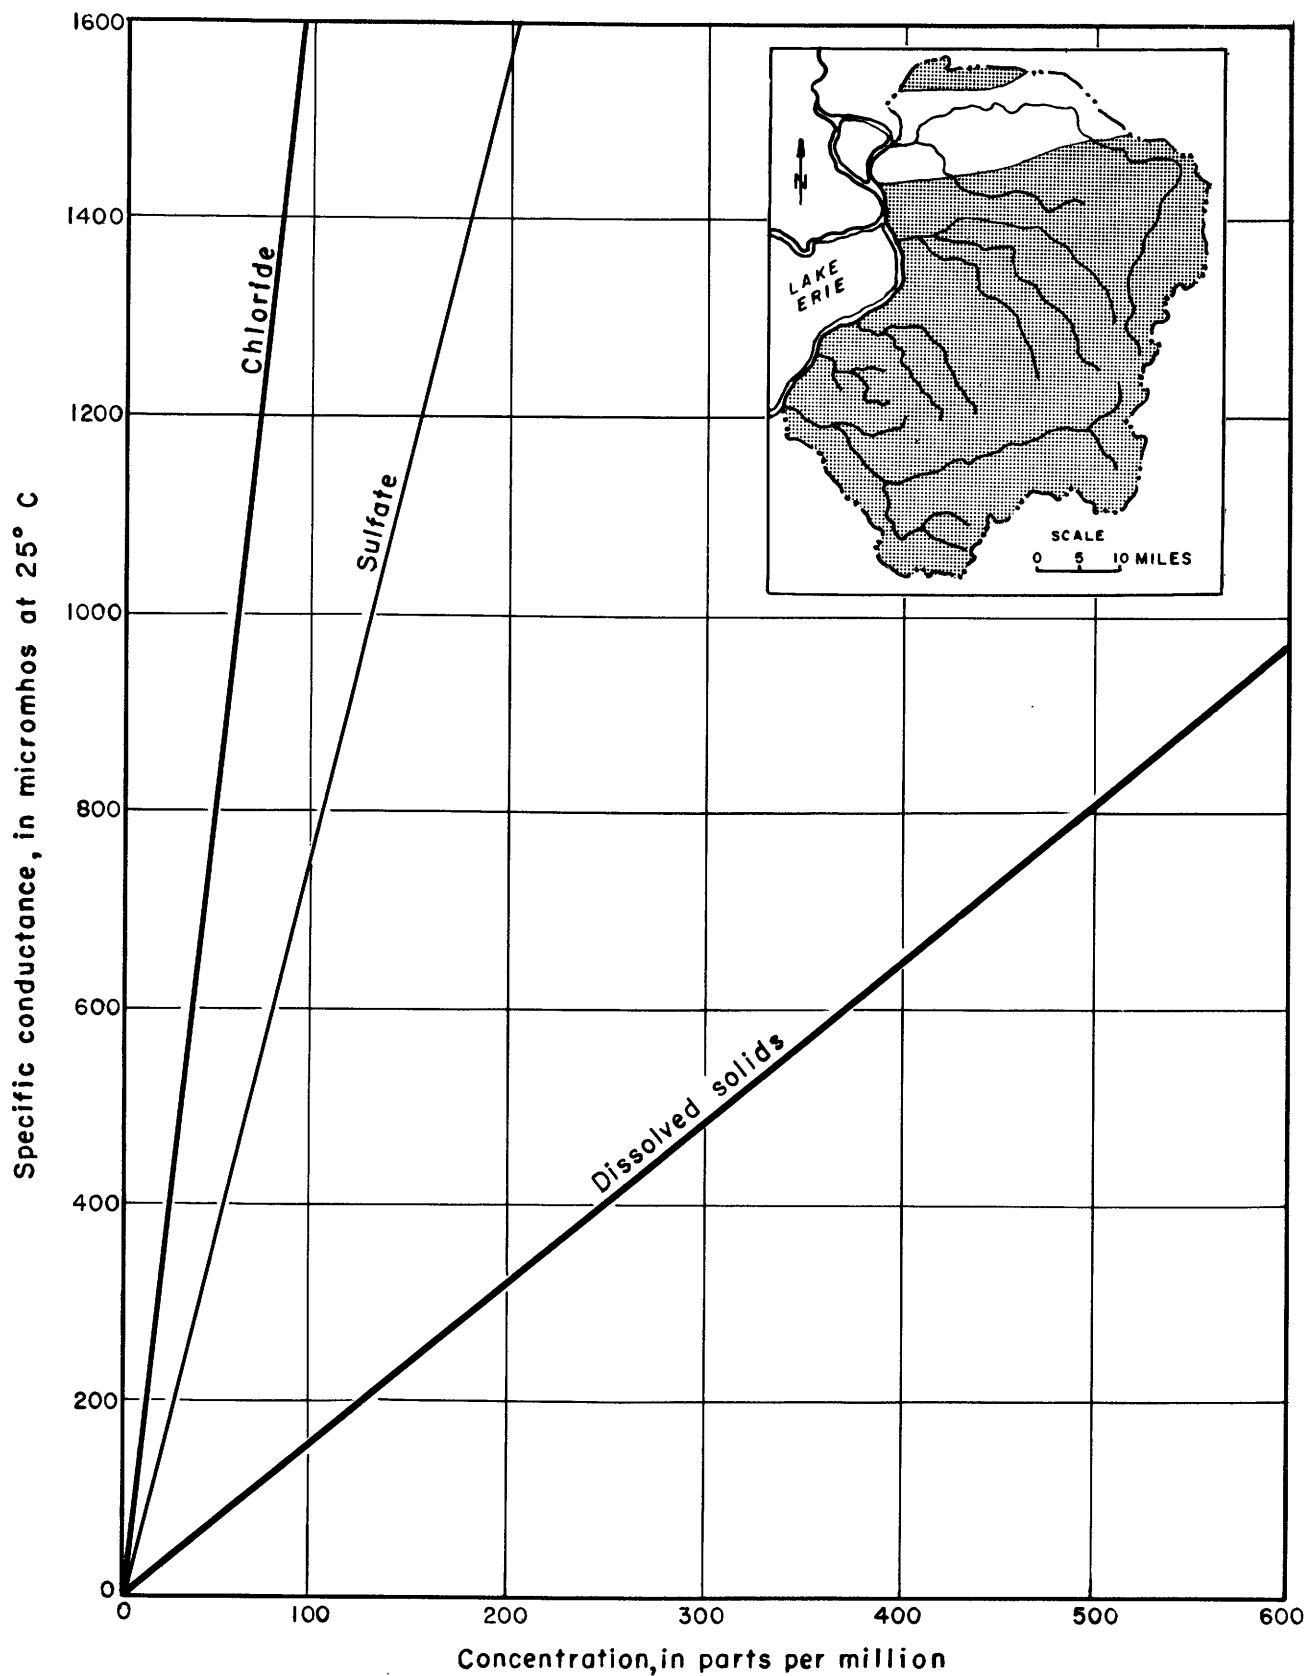 1600
1400
1200
1000
800
600
400
200
0
Specific conductance, in micromhos at 25° C
Chloride
Sulfate
Dissolved solids
N
LAKE
ERIE
SCALE
0 5 10 MILES
0 100 200 300 400 500 600
Concentration, in parts per million